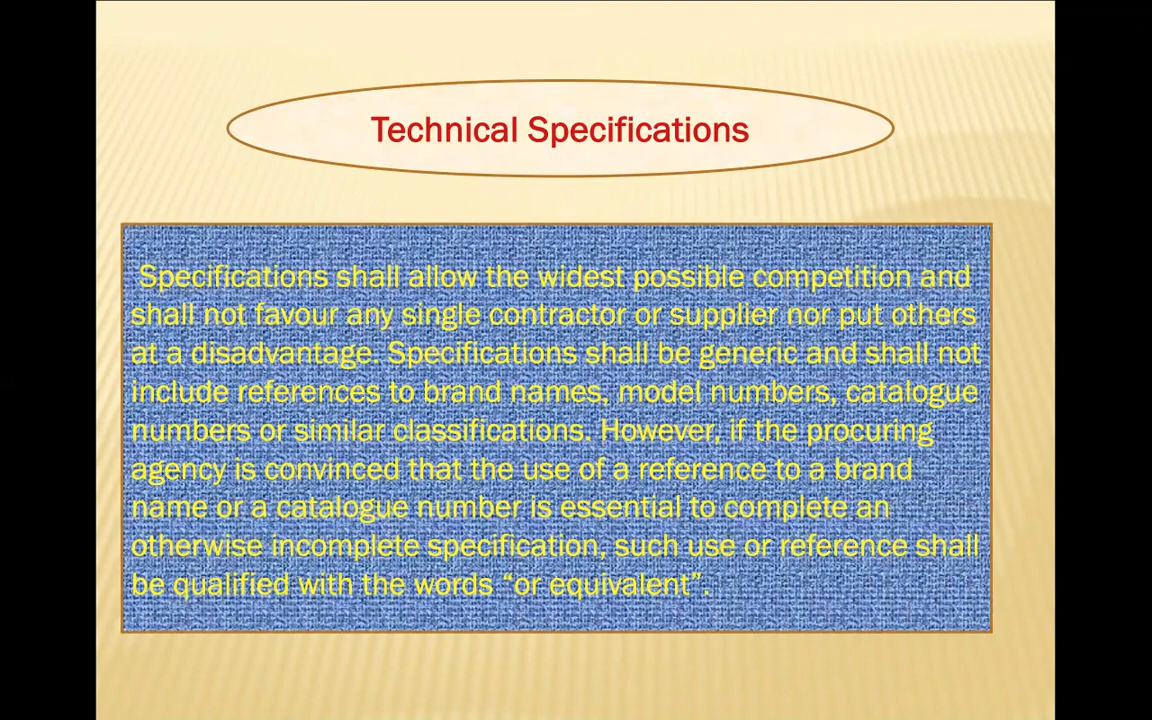 Technical Specifications
Specifications shall allow the widest possible competition and
shall not favour any single contractor or supplier nor put others
at a disadvantage. Specifications shall be generic and shall not
include references to brand names, model numbers, catalogue
numbers or similar classifications. However, if the procuring
agency is convinced that the use of a reference to a brand
name or a catalogue number is essential to complete an
otherwise incomplete specification, such use or reference shall
be qualified with the words “or equivalent”.